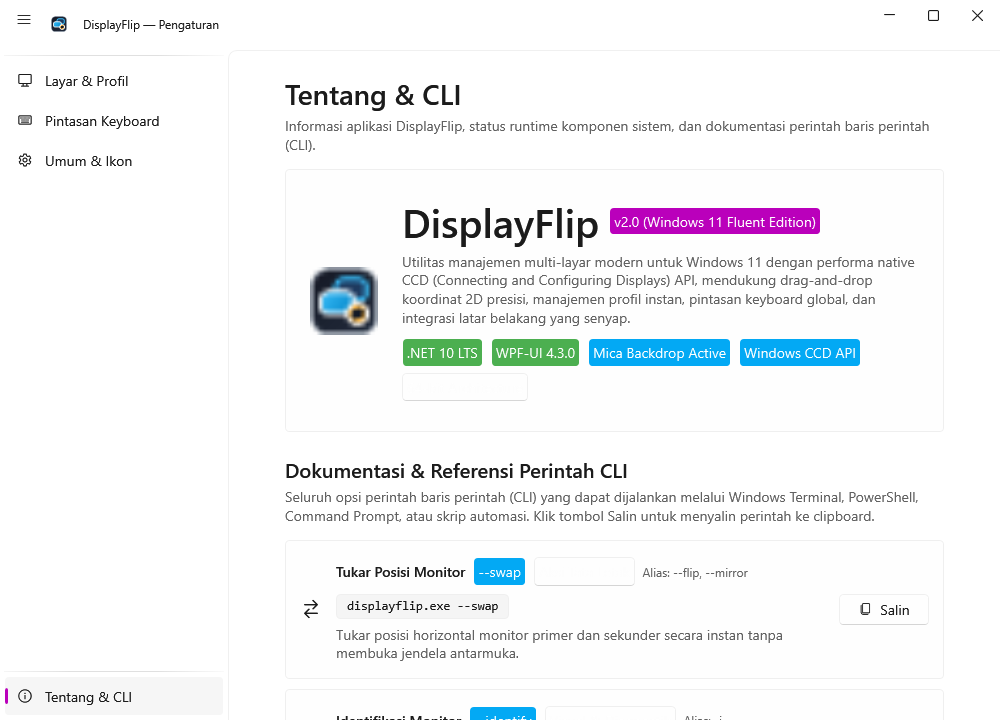 DisplayFlip — Pengaturan
Layar & Profil
Pintasan Keyboard
Umum & Ikon
Tentang & CLI
Tentang & CLI
Informasi aplikasi DisplayFlip, status runtime komponen sistem, dan dokumentasi perintah baris perintah
(CLI).
DisplayFlip v2.0 (Windows 11 Fluent Edition)
Utilitas manajemen multi-layar modern untuk Windows 11 dengan performa native
CCD (Connecting and Configuring Displays) API, mendukung drag-and-drop
koordinat 2D presisi, manajemen profil instan, pintasan keyboard global, dan
integrasi latar belakang yang senyap.
.NET 10 LTS WPF-UI 4.3.0 Mica Backdrop Active Windows CCD API
Dokumentasi & Referensi Perintah CLI
Seluruh opsi perintah baris perintah (CLI) yang dapat dijalankan melalui Windows Terminal, PowerShell,
Command Prompt, atau skrip automasi. Klik tombol Salin untuk menyalin perintah ke clipboard.
Tukar Posisi Monitor --swap Alias: --flip, --mirror
displayflip.exe --swap
Salin
Tukar posisi horizontal monitor primer dan sekunder secara instan tanpa
membuka jendela antarmuka.
Identifikasi Monitor --identify Alias: -i